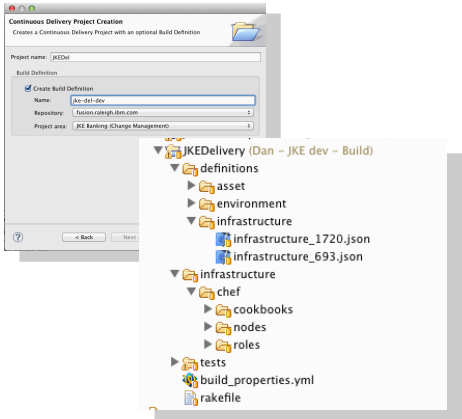 Continuous Delivery Project Creation
Creates a Continuous Delivery Project with an optional Build Definition
Project name: JKEDel
Build Definition
Create Build Definition
Name: jke-del-dev
Repository: fusion.raleigh.ibm.com
Project area: JKE Banking (Change Management)
? < Back Next
JKEDelivery (Dan - JKE dev - Build)
definitions
asset
environment
infrastructure
infrastructure_1720.json
infrastructure_693.json
infrastructure
chef
cookbooks
nodes
roles
tests
build_properties.yml
rakefile